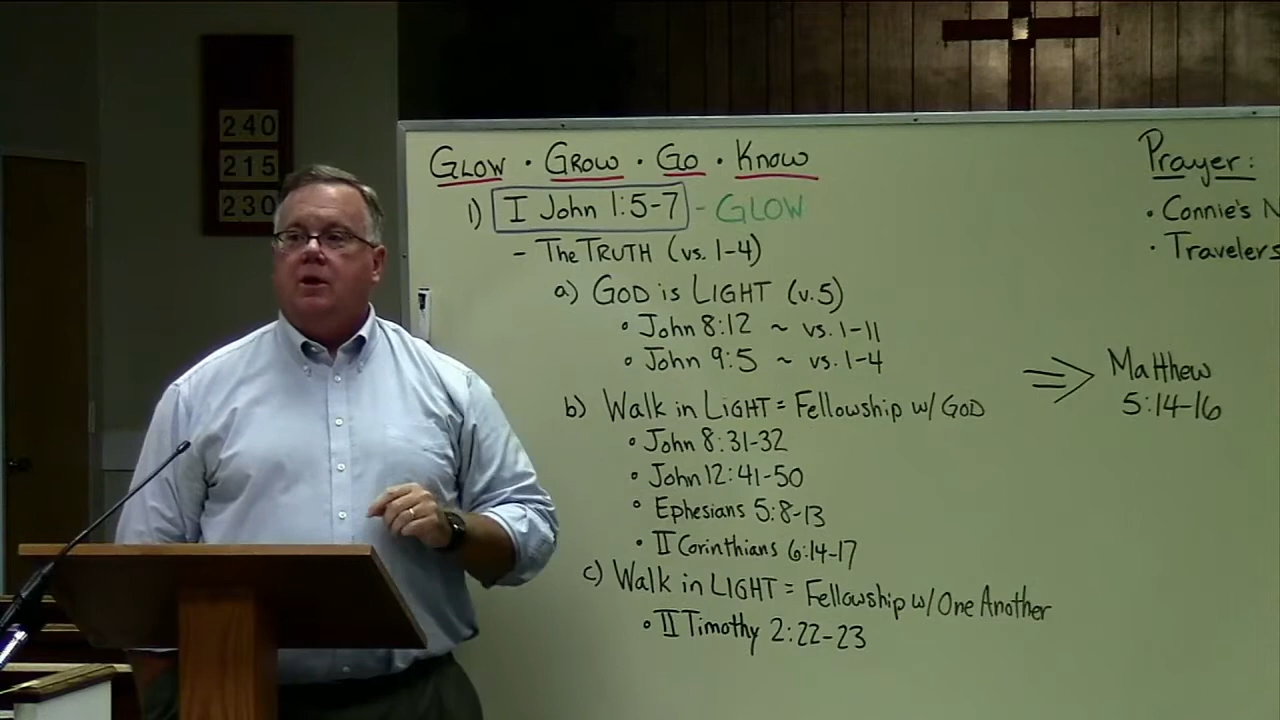 240
215
230
GLOW · GROW · GO · KNOW
1) I John 1:5-7 - GLOW
- The TRUTH (vs. 1-4)
a) GOD is LIGHT (v.5)
• John 8:12 ~ vs. 1-11
• John 9:5 ~ vs. 1-4
b) Walk in LIGHT = Fellowship w/ GOD
• John 8:31-32
• John 12:41-50
• Ephesians 5:8-13
• II Corinthians 6:14-17
c) Walk in LIGHT = Fellowship w/ One Another
• II Timothy 2:22-23
⇒ Matthew
5:14-16
Prayer:
• Connie's
• Travelers